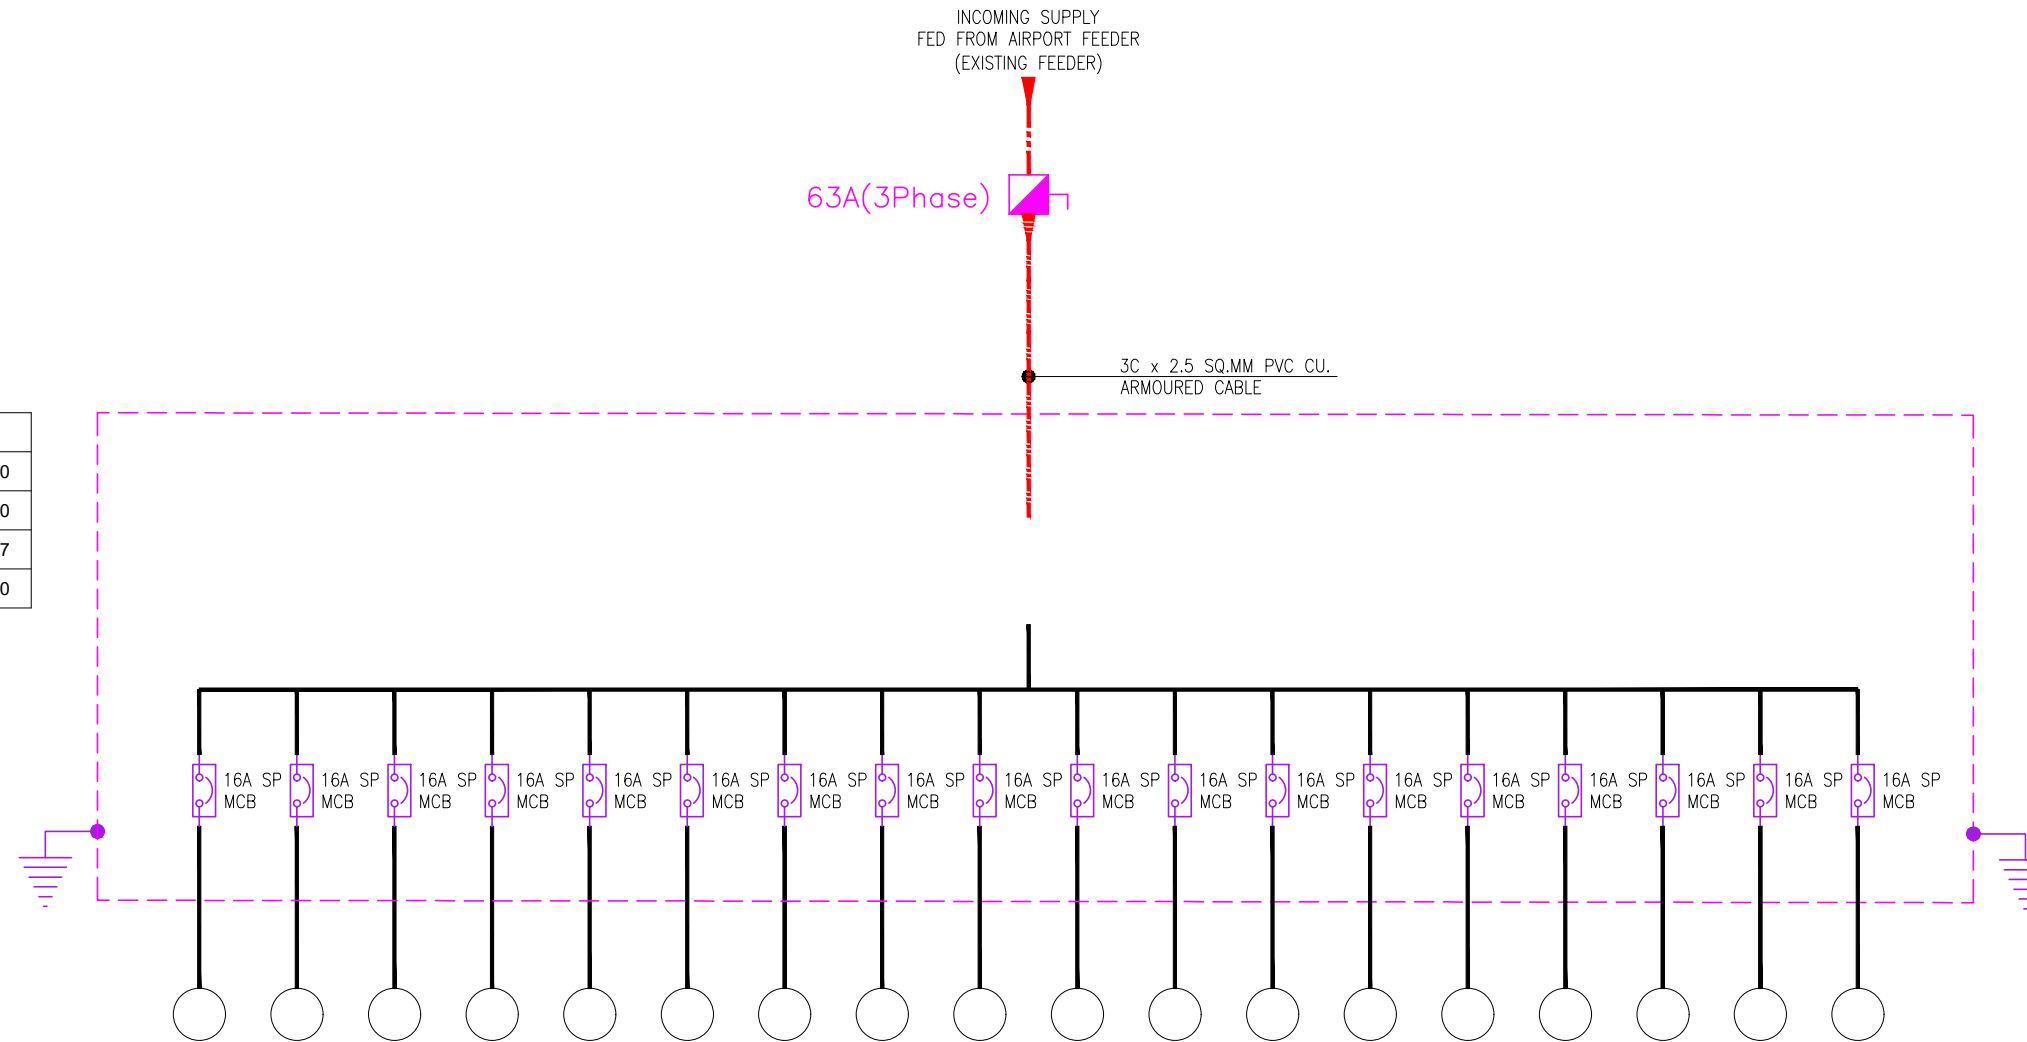 INCOMING SUPPLY
FED FROM AIRPORT FEEDER
(EXISTING FEEDER)
63A(3Phase)
3C x 2.5 SQ.MM PVC CU.
ARMOURED CABLE
0
0
7
0
16A SP
MCB
16A SP
MCB
16A SP
MCB
16A SP
MCB
16A SP
MCB
16A SP
MCB
16A SP
MCB
16A SP
MCB
16A SP
MCB
16A SP
MCB
16A SP
MCB
16A SP
MCB
16A SP
MCB
16A SP
MCB
16A SP
MCB
16A SP
MCB
16A SP
MCB
16A SP
MCB